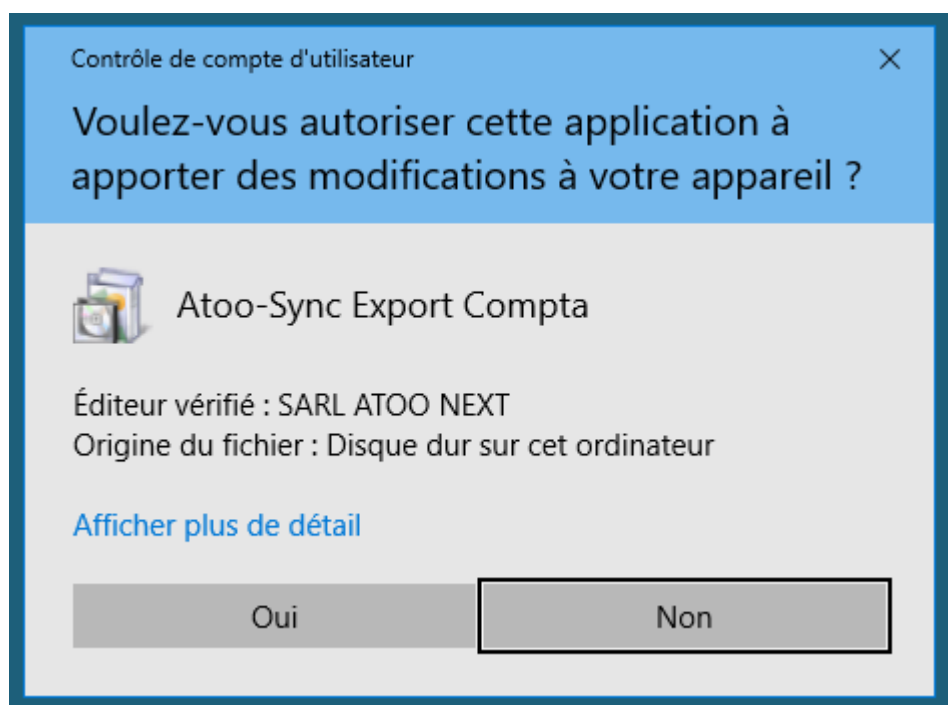 Contrôle de compte d'utilisateur
Voulez-vous autoriser cette application à
apporter des modifications à votre appareil ?
Atoo-Sync Export Compta
Éditeur vérifié : SARL ATOO NEXT
Origine du fichier : Disque dur sur cet ordinateur
Afficher plus de détail
Oui
Non